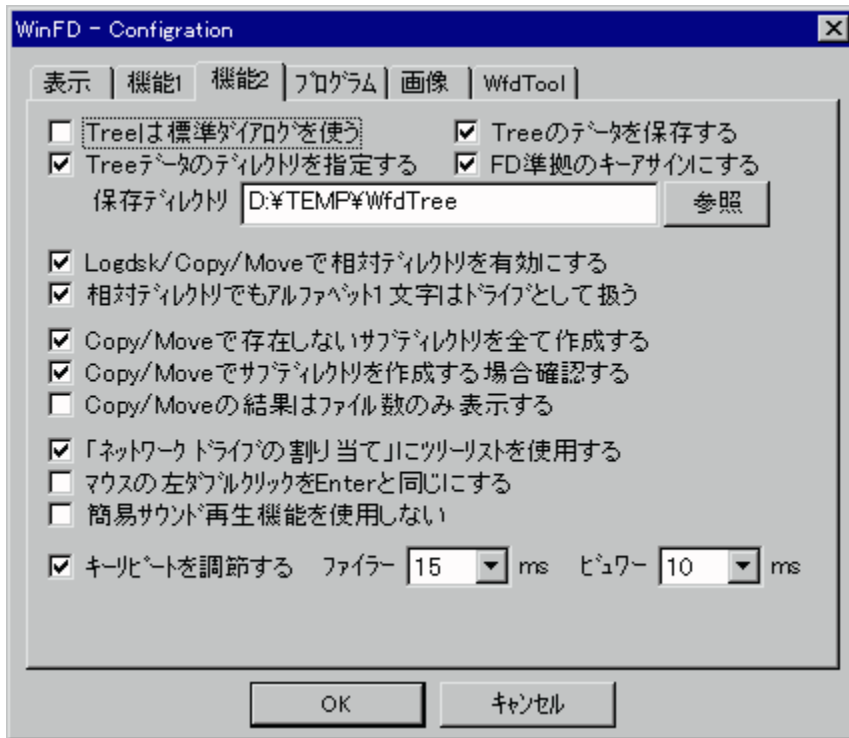 WinFD - Configration
表示 機能1 機能2 ﾌﾟﾛｸﾞﾗﾑ 画像 WfdTool
Treeは標準ﾀﾞｲｱﾛｸﾞを使う Treeのﾃﾞｰﾀを保存する
Treeﾃﾞｰﾀのﾃﾞｨﾚｸﾄﾘを指定する FD準拠のｷｰｱｻｲﾝにする
保存ﾃﾞｨﾚｸﾄﾘ D:¥TEMP¥WfdTree 参照
Logdsk/Copy/Moveで相対ﾃﾞｨﾚｸﾄﾘを有効にする
相対ﾃﾞｨﾚｸﾄﾘでもｱﾙﾌｧﾍﾞｯﾄ1文字はﾄﾞﾗｲﾌﾞとして扱う
Copy/Moveで存在しないｻﾌﾞﾃﾞｨﾚｸﾄﾘを全て作成する
Copy/Moveでｻﾌﾞﾃﾞｨﾚｸﾄﾘを作成する場合確認する
Copy/Moveの結果はﾌｧｲﾙ数のみ表示する
｢ﾈｯﾄﾜｰｸ ﾄﾞﾗｲﾌﾞの割り当て｣にﾂﾘｰﾘｽﾄを使用する
ﾏｳｽの左ﾀﾞﾌﾞﾙｸﾘｯｸをEnterと同じにする
簡易ｻｳﾝﾄﾞ再生機能を使用しない
ｷｰﾘﾋﾟｰﾄを調節する ﾌｧｲﾗｰ 15 ms ﾋﾞｭﾜｰ 10 ms
OK ｷｬﾝｾﾙ